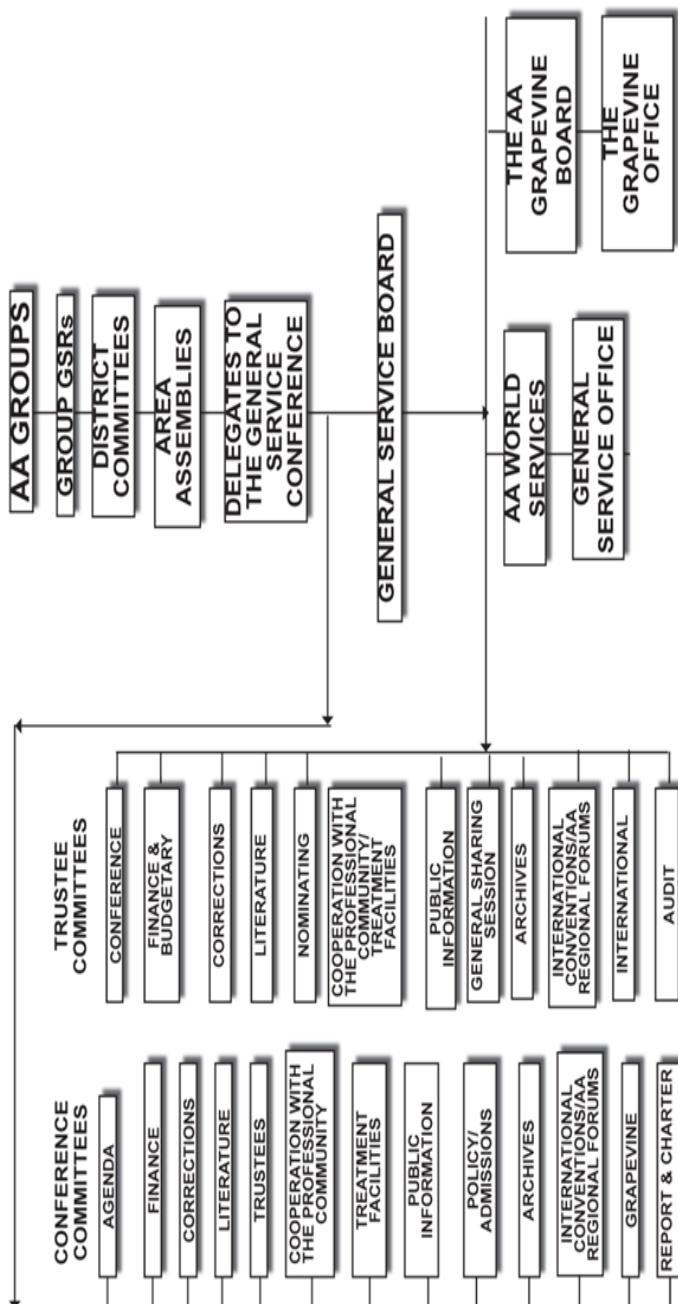 AA GROUPS
GROUP GSRs
DISTRICT
COMMITTEES
AREA
ASSEMBLIES
DELEGATES TO
THE GENERAL
SERVICE
CONFERENCE
GENERAL SERVICE BOARD
AA WORLD
SERVICES
GENERAL
SERVICE OFFICE
THE AA
GRAPEVINE
BOARD
THE
GRAPEVINE
OFFICE
TRUSTEE
COMMITTEES
CONFERENCE
FINANCE &
BUDGETARY
CORRECTIONS
LITERATURE
NOMINATING
COOPERATION WITH
THE PROFESSIONAL
COMMUNITY/
TREATMENT
FACILITIES
PUBLIC
INFORMATION
GENERAL SHARING
SESSION
ARCHIVES
INTERNATIONAL
CONVENTIONS/AA
REGIONAL FORUMS
INTERNATIONAL
AUDIT
CONFERENCE
COMMITTEES
AGENDA
FINANCE
CORRECTIONS
LITERATURE
TRUSTEES
COOPERATION WITH
THE PROFESSIONAL
COMMUNITY
TREATMENT
FACILITIES
PUBLIC
INFORMATION
POLICY/
ADMISSIONS
ARCHIVES
INTERNATIONAL
CONVENTIONS/AA
REGIONAL FORUMS
GRAPEVINE
REPORT & CHARTER